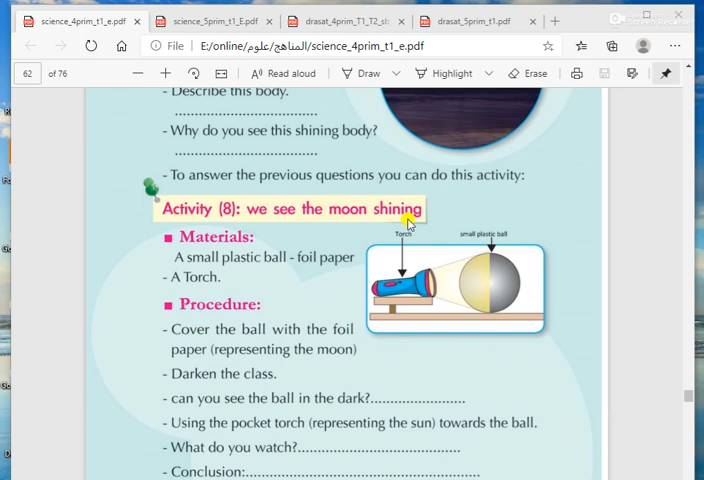 science_4prim_t1_e.pdf
science_5prim_t1_E.pdf
drasat_4prim_T1_T2_sb
drasat_5prim_t1.pdf
File
E:/online/المناهج/علوم/science_4prim_t1_e.pdf
62 of 76
Read aloud
Draw
Highlight
Erase
- Describe this body.
................................
- Why do you see this shining body?
................................
- To answer the previous questions you can do this activity:
Activity (8): we see the moon shining
■ Materials:
A small plastic ball - foil paper
- A Torch.
Torch
small plastic ball
■ Procedure:
- Cover the ball with the foil
paper (representing the moon)
- Darken the class.
- can you see the ball in the dark?.....................
- Using the pocket torch (representing the sun) towards the ball.
- What do you watch?....................................
- Conclusion:....................................................